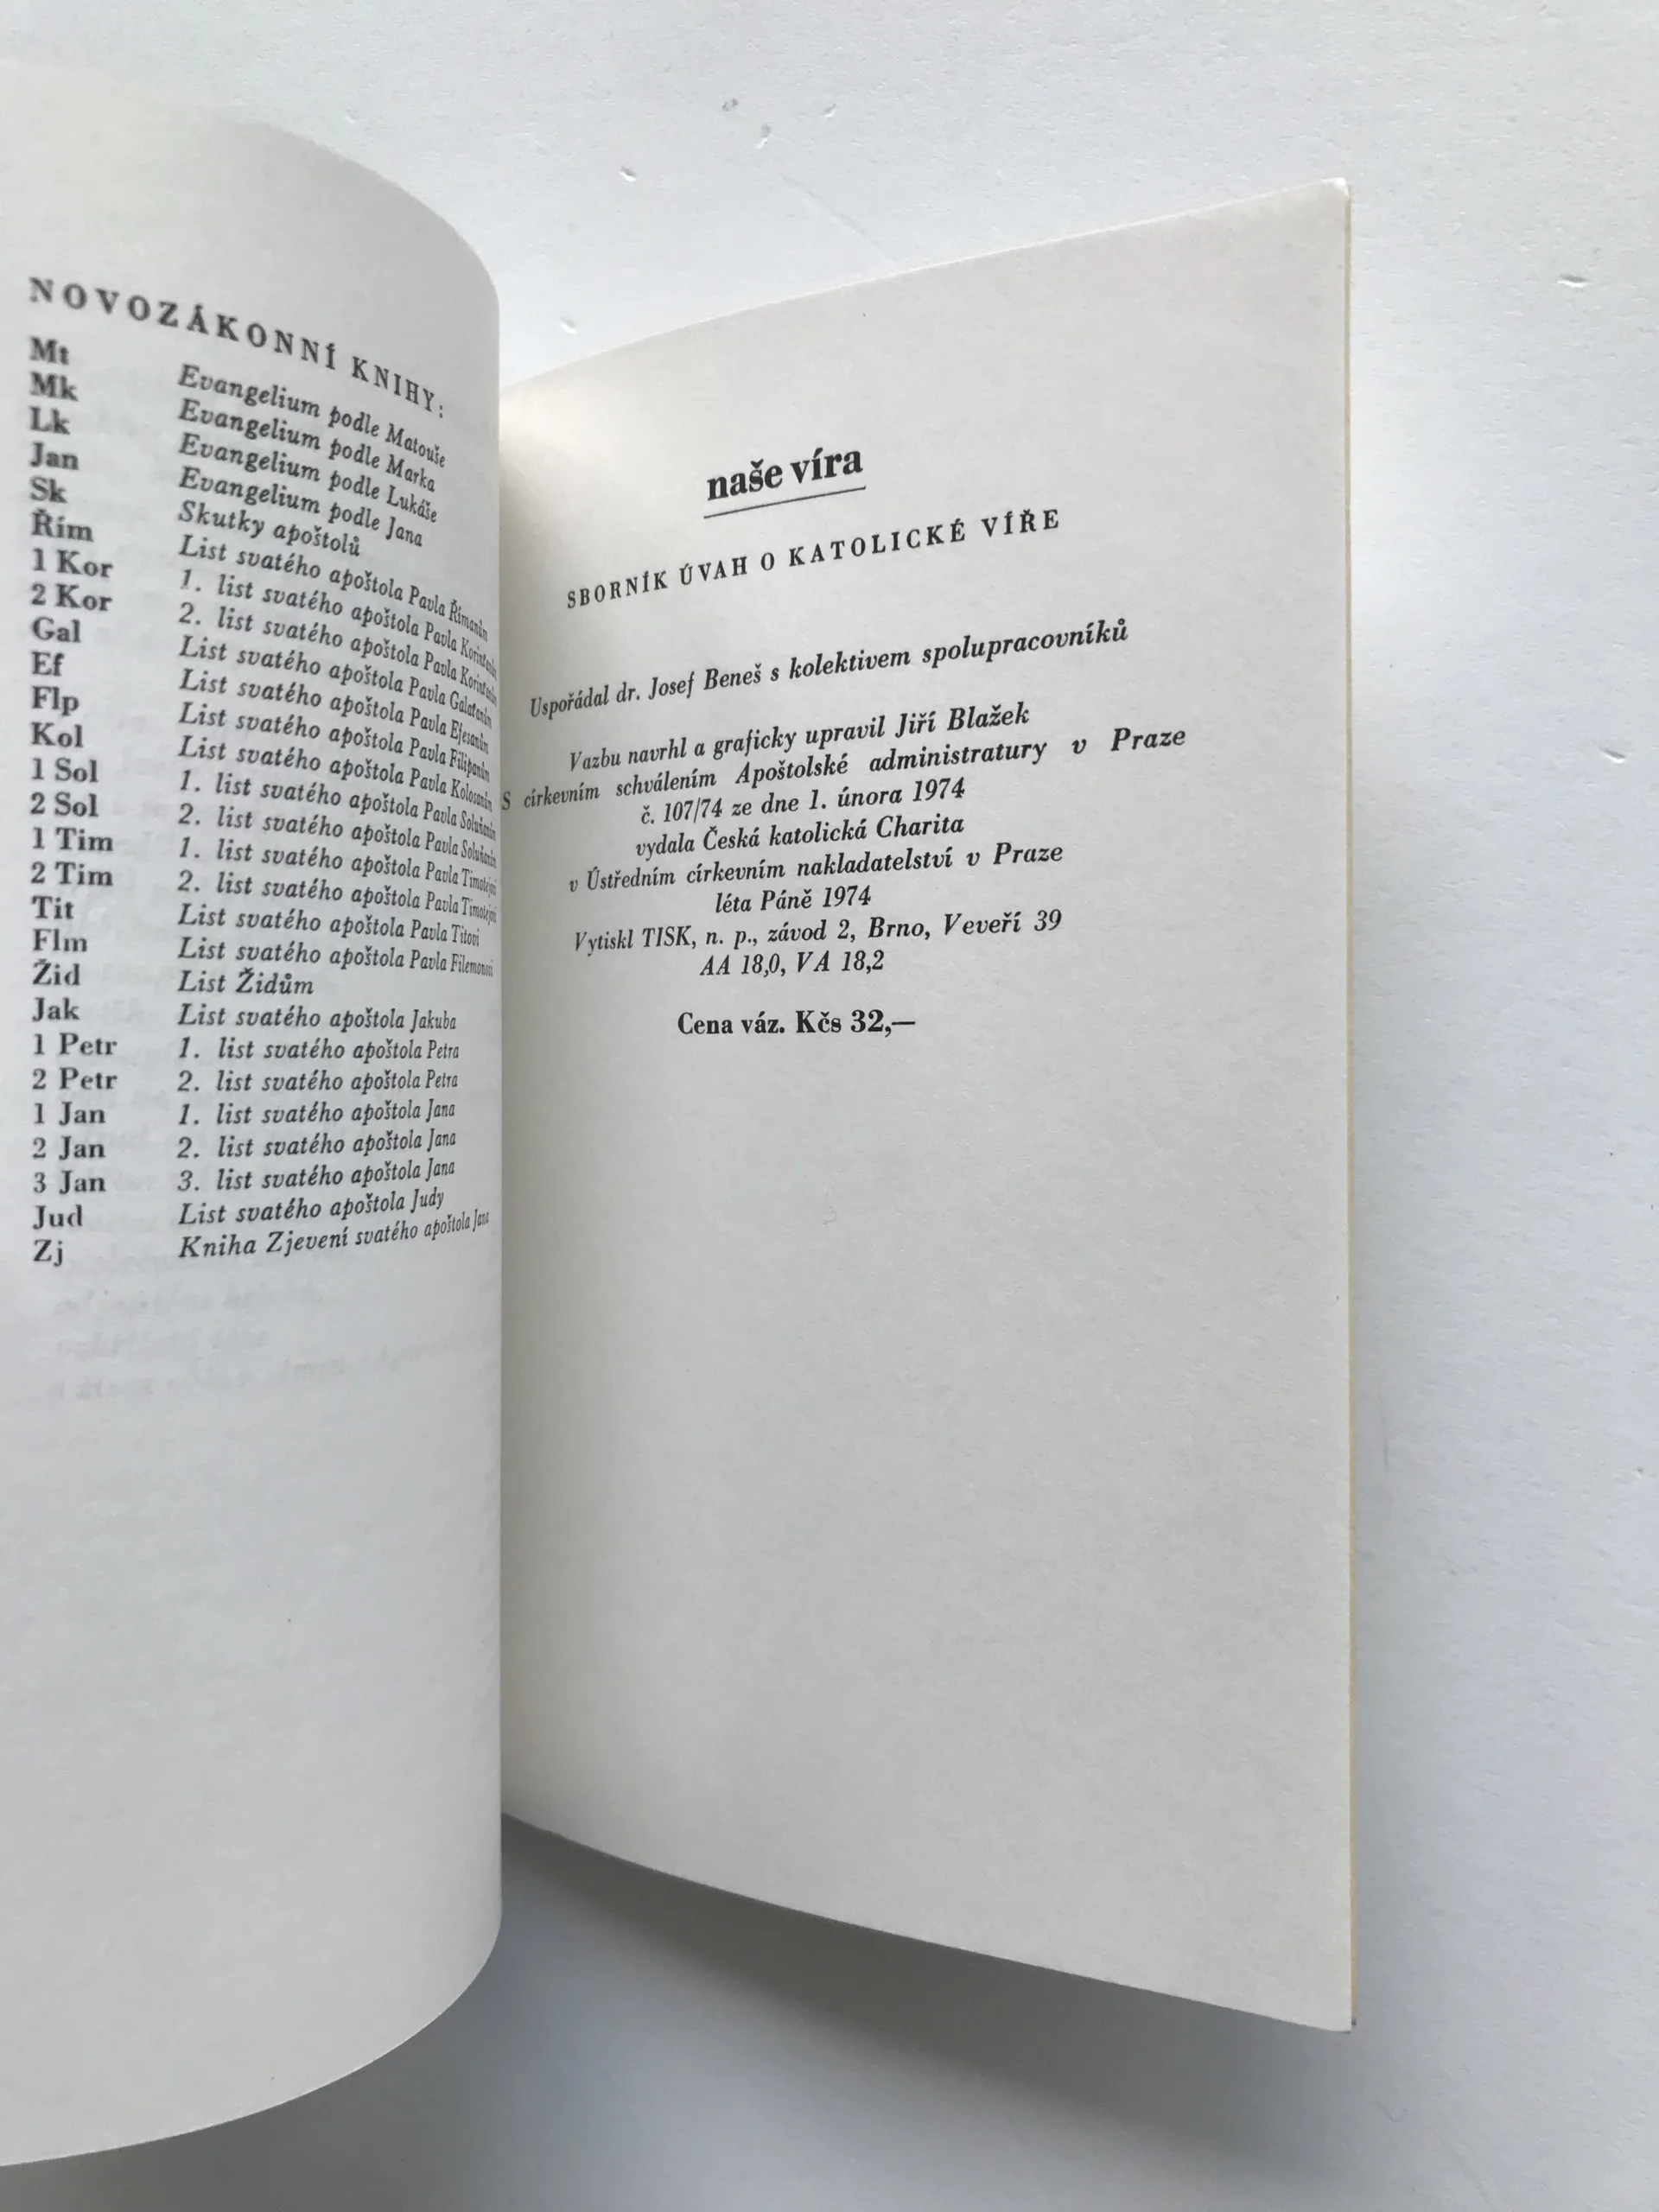 NOVOZÁKONNÍ KNIHY:
Mt Evangelium podle Matouše
Mk Evangelium podle Marka
Lk Evangelium podle Lukáše
Jan Evangelium podle Jana
Sk Skutky apoštolů
Řím List svatého apoštola Pavla Římanům
1 Kor 1. list svatého apoštola Pavla Korinťanům
2 Kor 2. list svatého apoštola Pavla Korinťanům
Gal List svatého apoštola Pavla Galaťanům
Ef List svatého apoštola Pavla Efesanům
Flp List svatého apoštola Pavla Filipanům
Kol List svatého apoštola Pavla Kolosanům
1 Sol 1. list svatého apoštola Pavla Soluňanům
2 Sol 2. list svatého apoštola Pavla Soluňanům
1 Tim 1. list svatého apoštola Pavla Timotejovi
2 Tim 2. list svatého apoštola Pavla Timotejovi
Tit List svatého apoštola Pavla Titovi
Flm List svatého apoštola Pavla Filemonovi
Žid List Židům
Jak List svatého apoštola Jakuba
1 Petr 1. list svatého apoštola Petra
2 Petr 2. list svatého apoštola Petra
1 Jan 1. list svatého apoštola Jana
2 Jan 2. list svatého apoštola Jana
3 Jan 3. list svatého apoštola Jana
Jud List svatého apoštola Judy
Zj Kniha Zjevení svatého apoštola Jana
naše víra
SBORNÍK ÚVAH O KATOLICKÉ VÍŘE
Uspořádal dr. Josef Beneš s kolektivem spolupracovníků
Vazbu navrhl a graficky upravil Jiří Blažek
S církevním schválením Apoštolské administratury v Praze
č. 107/74 ze dne 1. února 1974
vydala Česká katolická Charita
v Ústředním církevním nakladatelství v Praze
léta Páně 1974
Vytiskl TISK, n. p., závod 2, Brno, Veveří 39
AA 18,0, VA 18,2
Cena váz. Kčs 32,—